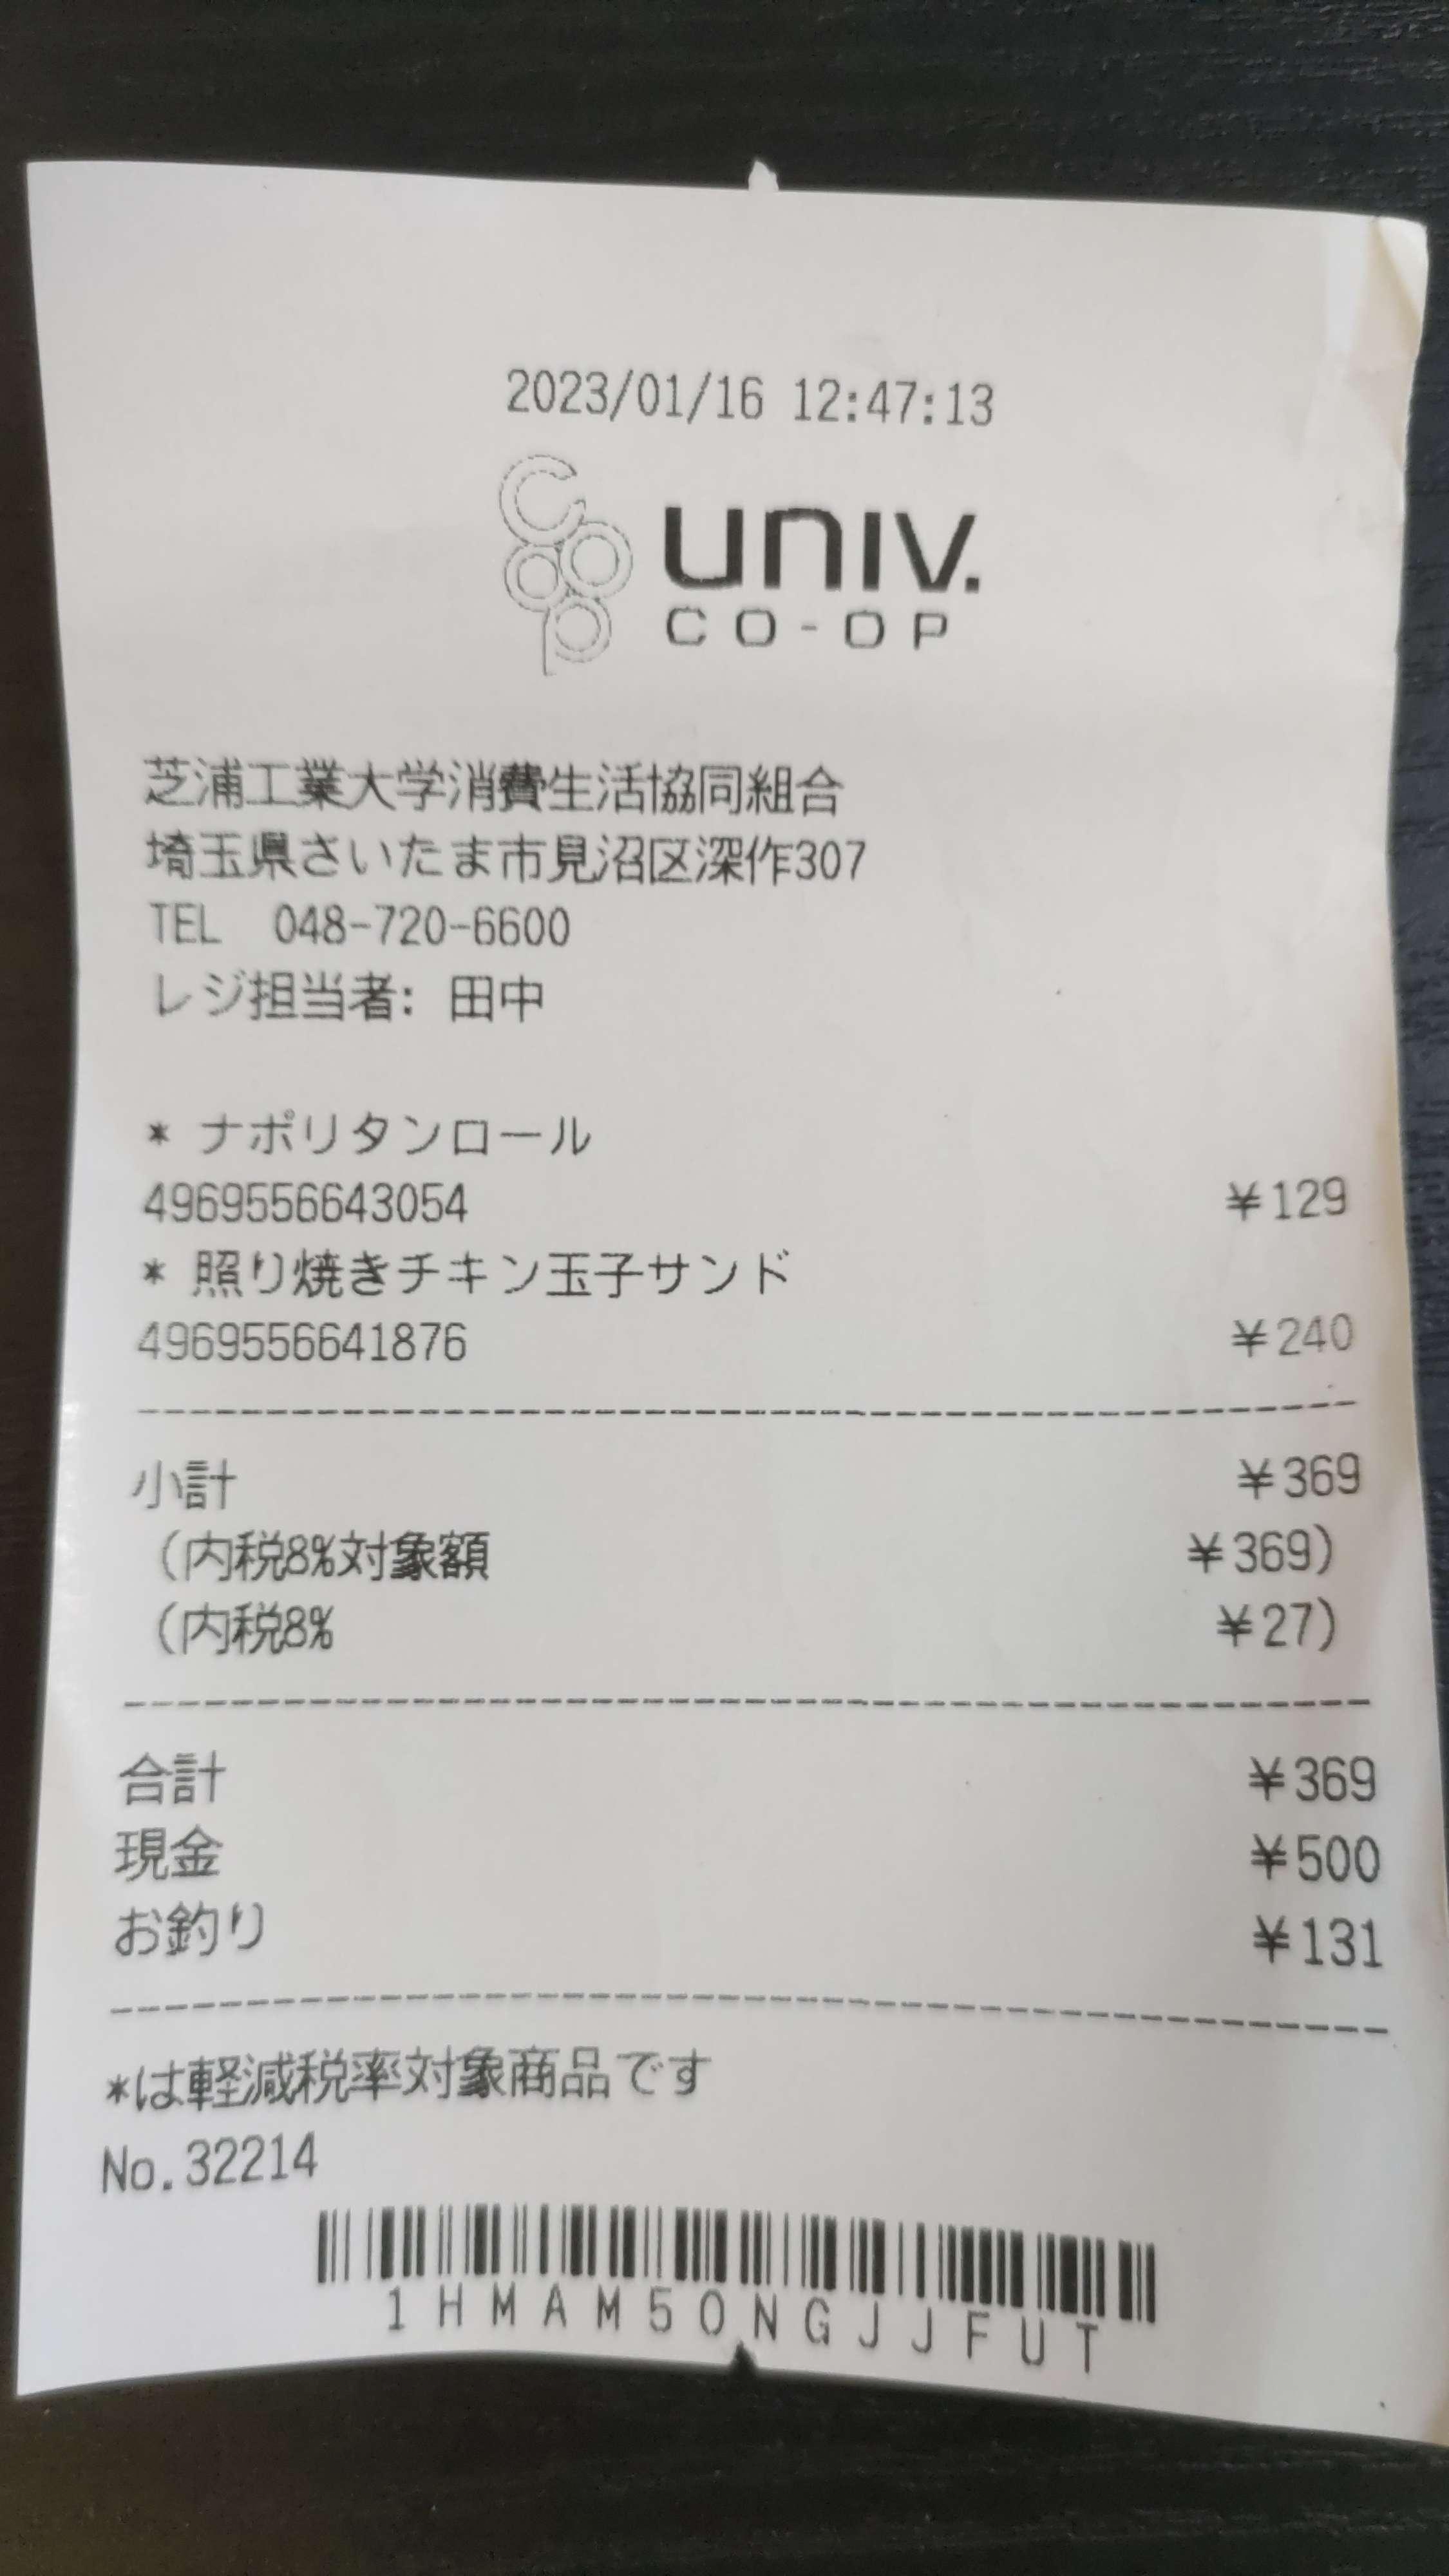 2023/01/16 12:47:13
coop
univ.
CO-OP
芝浦工業大学消費生活協同組合
埼玉県さいたま市見沼区深作307
TEL 048-720-6600
レジ担当者: 田中
* ナポリタンロール
4969556643054 ¥129
* 照り焼きチキン玉子サンド
4969556641876 ¥240
小計 ¥369
(内税8%対象額 ¥369)
(内税8% ¥27)
合計 ¥369
現金 ¥500
お釣り ¥131
*は軽減税率対象商品です
No.32214
1HMAM50NGJJFUT